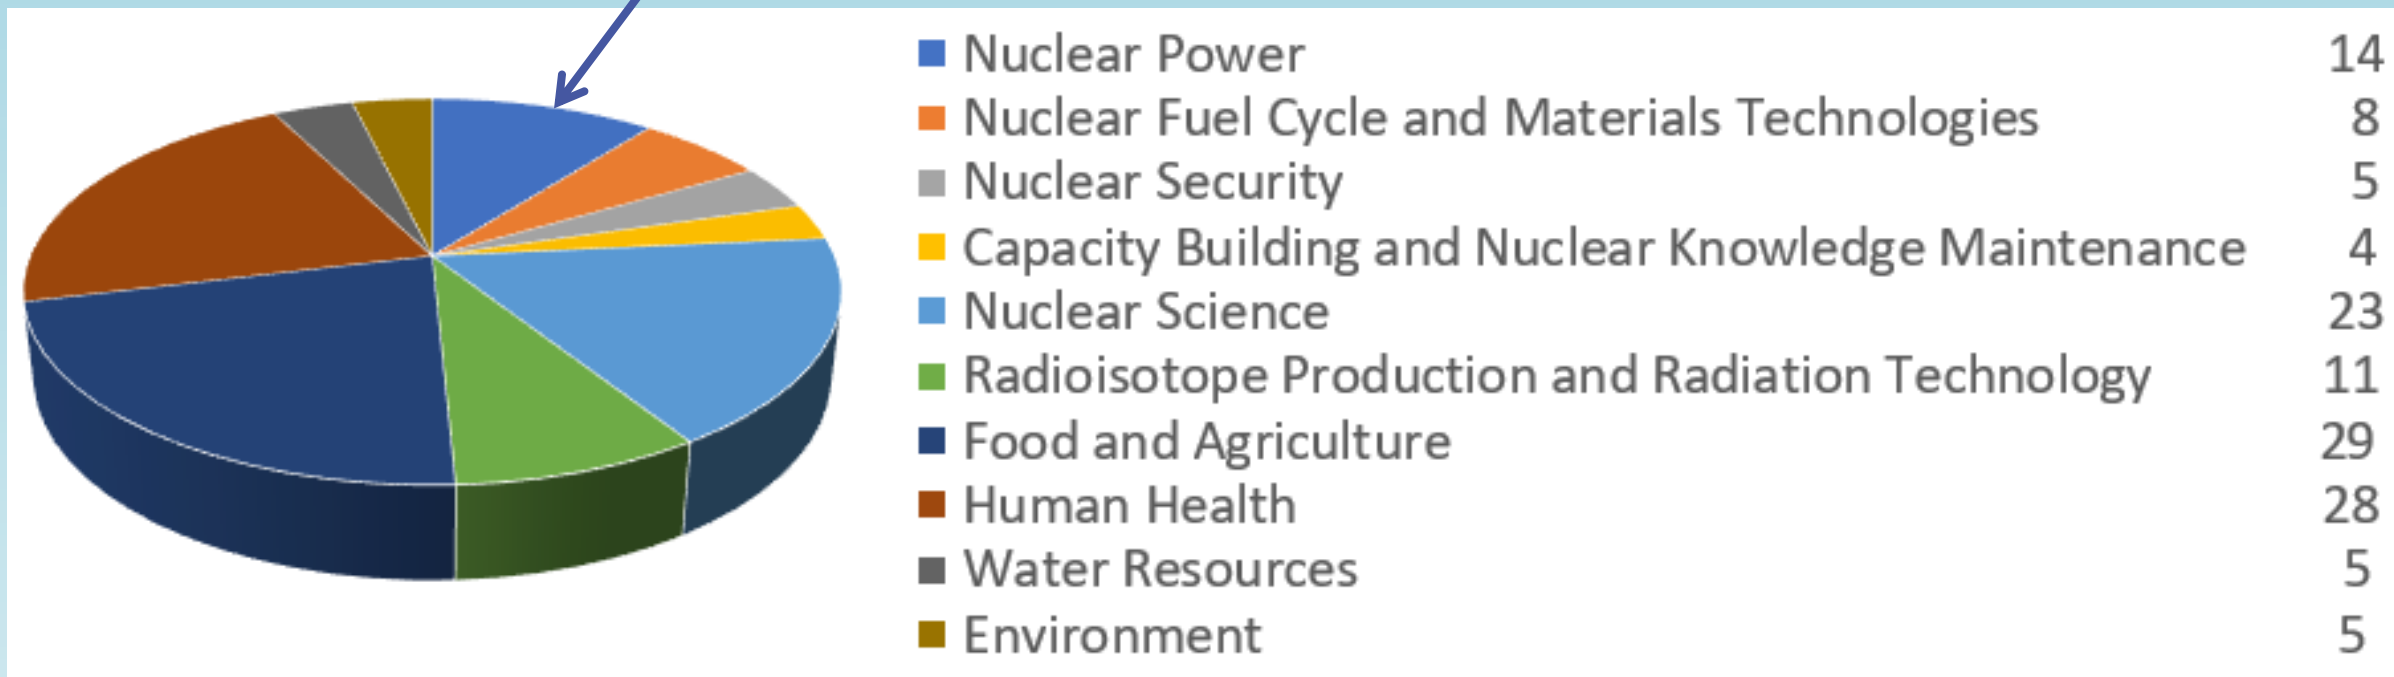 Nuclear Power 14
Nuclear Fuel Cycle and Materials Technologies 8
Nuclear Security 5
Capacity Building and Nuclear Knowledge Maintenance 4
Nuclear Science 23
Radioisotope Production and Radiation Technology 11
Food and Agriculture 29
Human Health 28
Water Resources 5
Environment 5